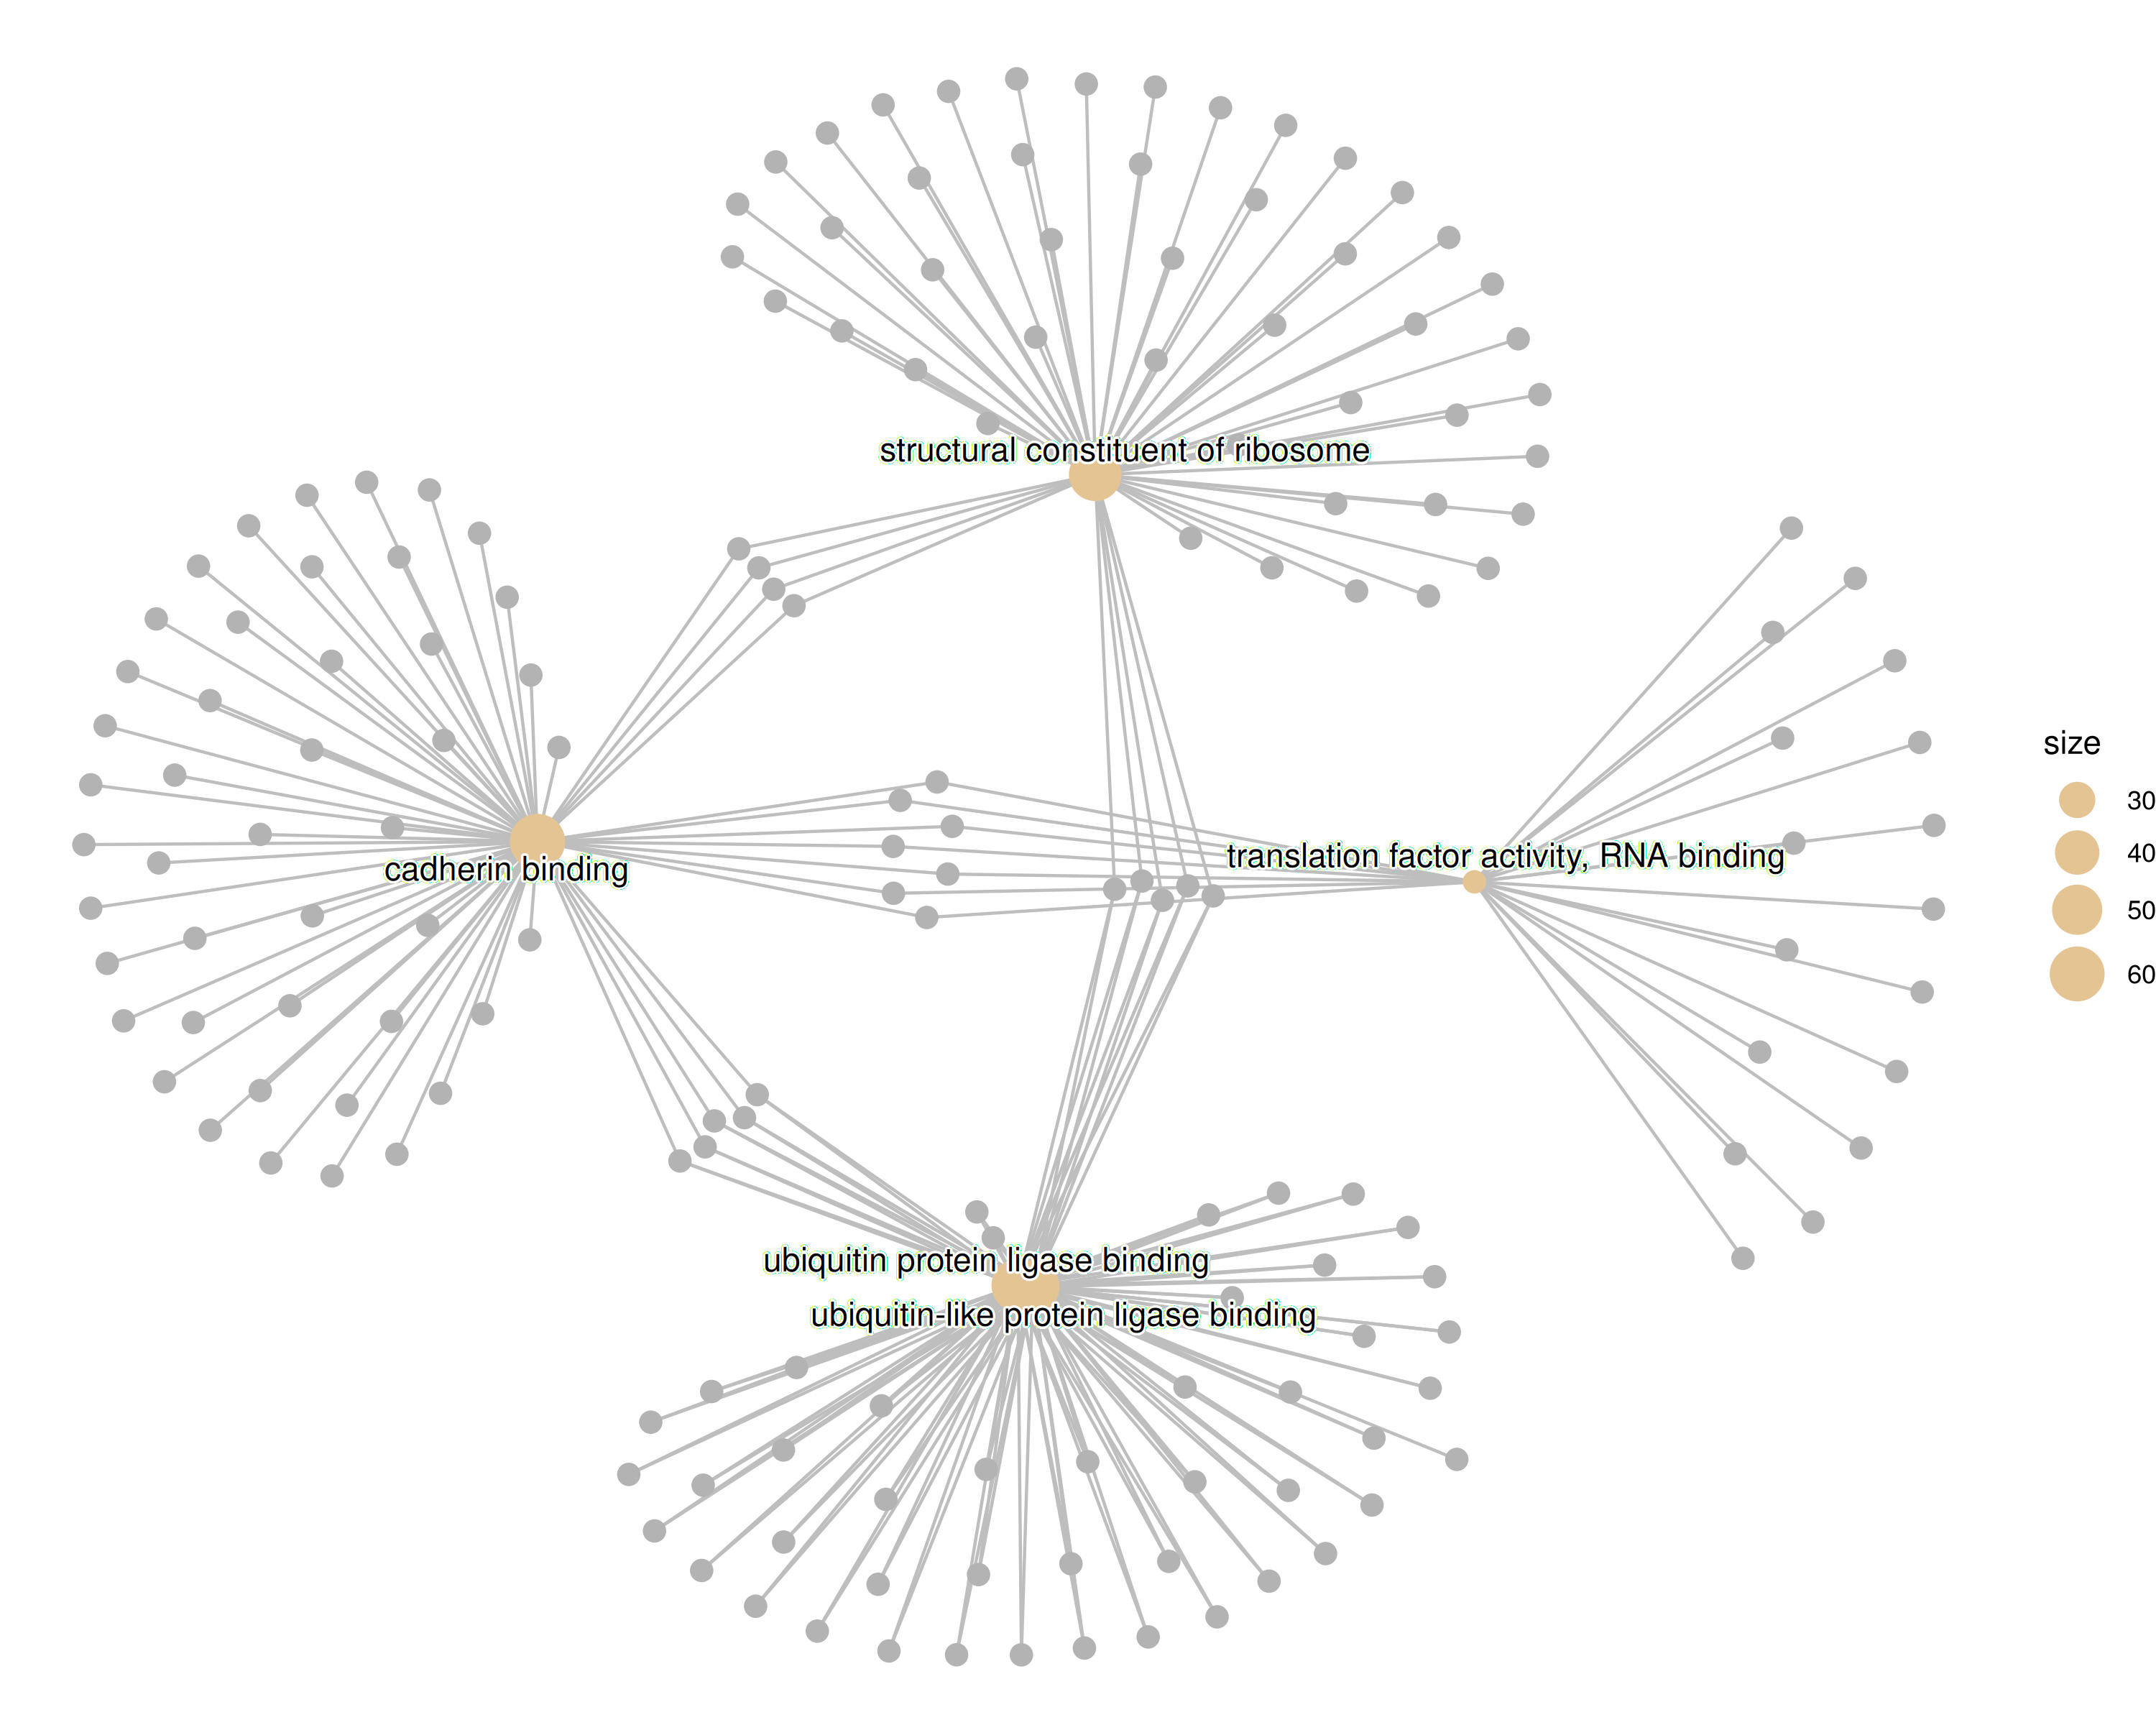 structural constituent of ribosome
size
30
translation factor activity, RNA binding
40
cadherin binding
50
60
ubiquitin protein ligase binding
ubiquitin-like protein ligase binding